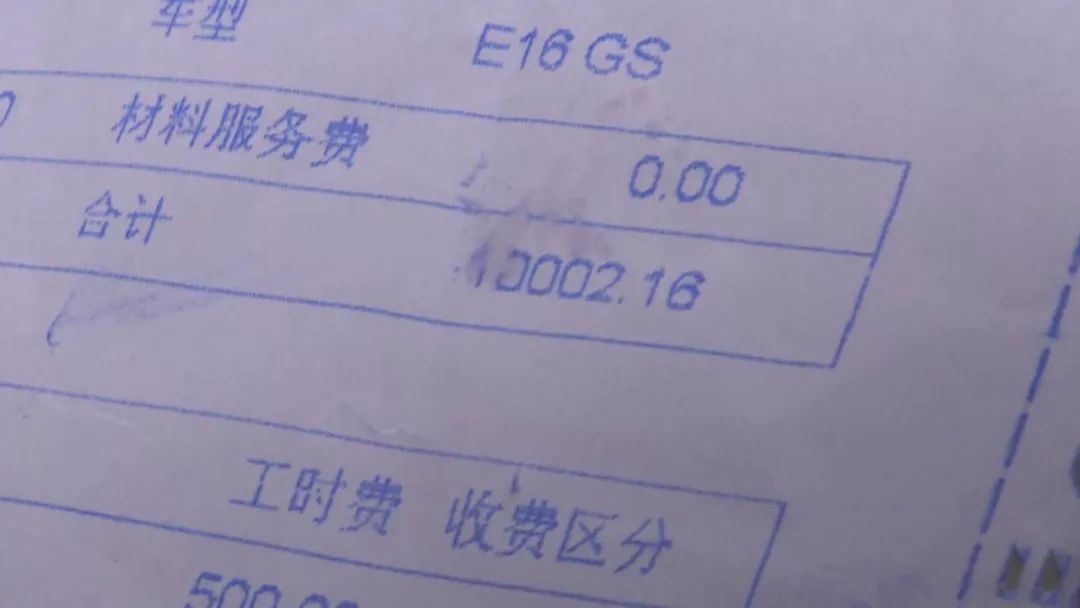 车型 E16 GS
材料服务费 0.00
合计 10002.16
工时费 收费区分